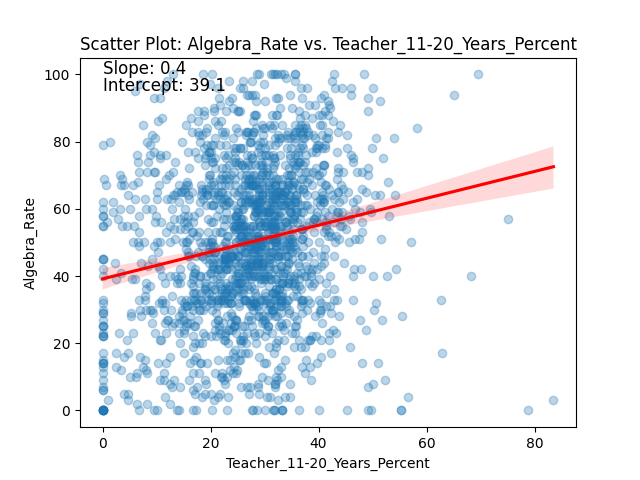 Scatter Plot: Algebra_Rate vs. Teacher_11-20_Years_Percent
Slope: 0.4
Intercept: 39.1
100
80
60
40
20
0
Algebra_Rate
0 20 40 60 80
Teacher_11-20_Years_Percent